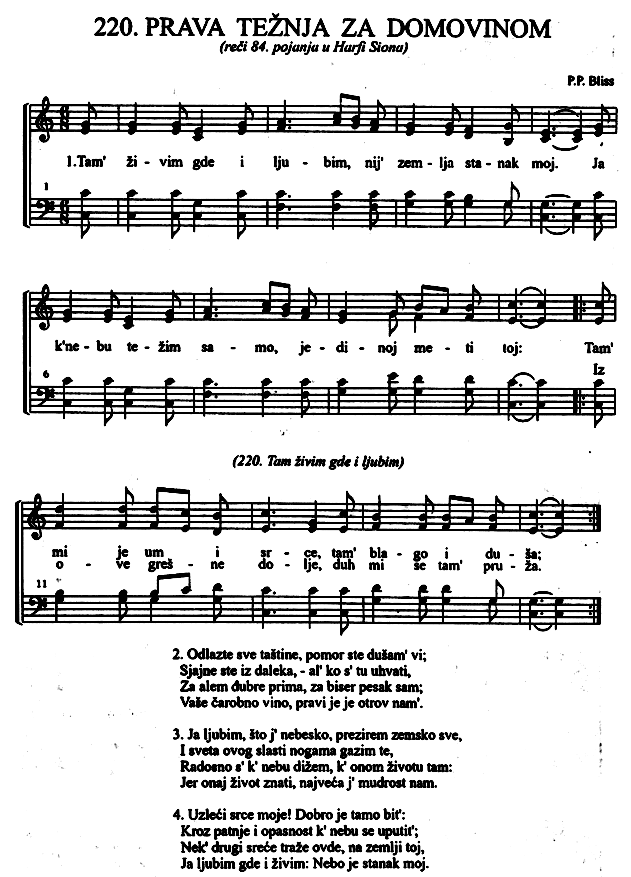 220. PRAVA TEŽNJA ZA DOMOVINOM
(reči 84. pojanja u Harfi Siona)
P.P. Bliss
1.Tam' ži - vim gde i lju - bim, nij' zem - lja sta - nak moj. Ja
1
k'ne - bu te - žim sa - mo, je - di - noj me - ti toj: Tam'
Iz
6
(220. Tam živim gde i ljubim)
mi je um i sr - ce, tam' bla - go i du - ša;
o - ve greš - ne do - lje, duh mi se tam' pru - ža.
11
2. Odlazte sve taštine, pomor ste dušam' vi;
Sjajne ste iz daleka, - al' ko s' tu uhvati,
Za alem đubre prima, za biser pesak sam;
Vaše čarobno vino, pravi je je otrov nam'.
3. Ja ljubim, što j' nebesko, prezirem zemsko sve,
I sveta ovog slasti nogama gazim te,
Radosno s' k' nebu dižem, k' onom životu tam:
Jer onaj život znati, najveća j' mudrost nam.
4. Uzleći srce moje! Dobro je tamo bit':
Kroz patnje i opasnost k' nebu se uputit';
Nek' drugi sreće traže ovde, na zemlji toj,
Ja ljubim gde i živim: Nebo je stanak moj.